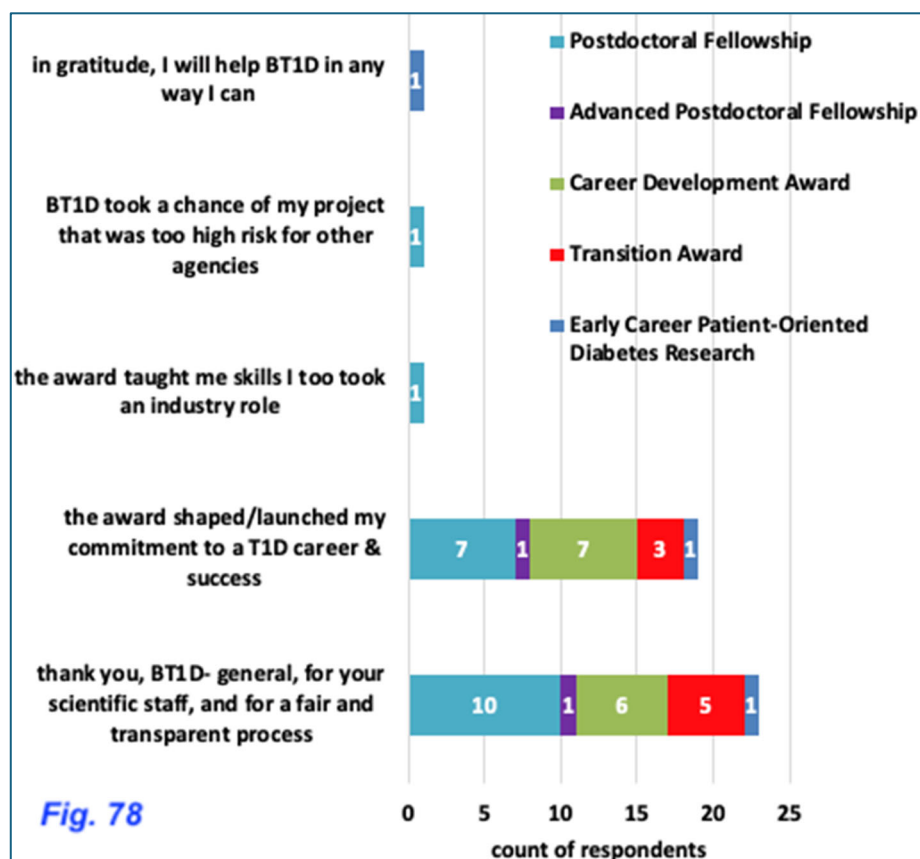 in gratitude, I will help BT1D in any
way I can
1
BT1D took a chance of my project
that was too high risk for other
agencies
1
the award taught me skills I too took
an industry role
1
the award shaped/launched my
commitment to a T1D career &
success
7 1 7 3 1
thank you, BT1D- general, for your
scientific staff, and for a fair and
transparent process
10 1 6 5 1
Postdoctoral Fellowship
Advanced Postdoctoral Fellowship
Career Development Award
Transition Award
Early Career Patient-Oriented
Diabetes Research
0 5 10 15 20 25
count of respondents
Fig. 78